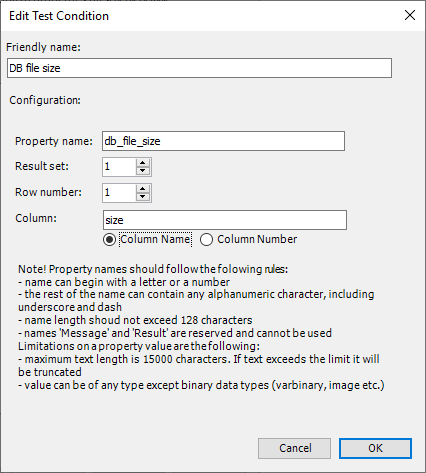 Edit Test Condition
Friendly name:
DB file size
Configuration:
Property name: db_file_size
Result set: 1
Row number: 1
Column: size
Column Name Column Number
Note! Property names should follow the folowing rules:
- name can begin with a letter or a number
- the rest of the name can contain any alphanumeric character, including
underscore and dash
- name length shoud not exceed 128 characters
- names 'Message' and 'Result' are reserved and cannot be used
Limitations on a property value are the following:
- maximum text length is 15000 characters. If text exceeds the limit it will
be truncated
- value can be of any type except binary data types (varbinary, image etc.)
Cancel OK